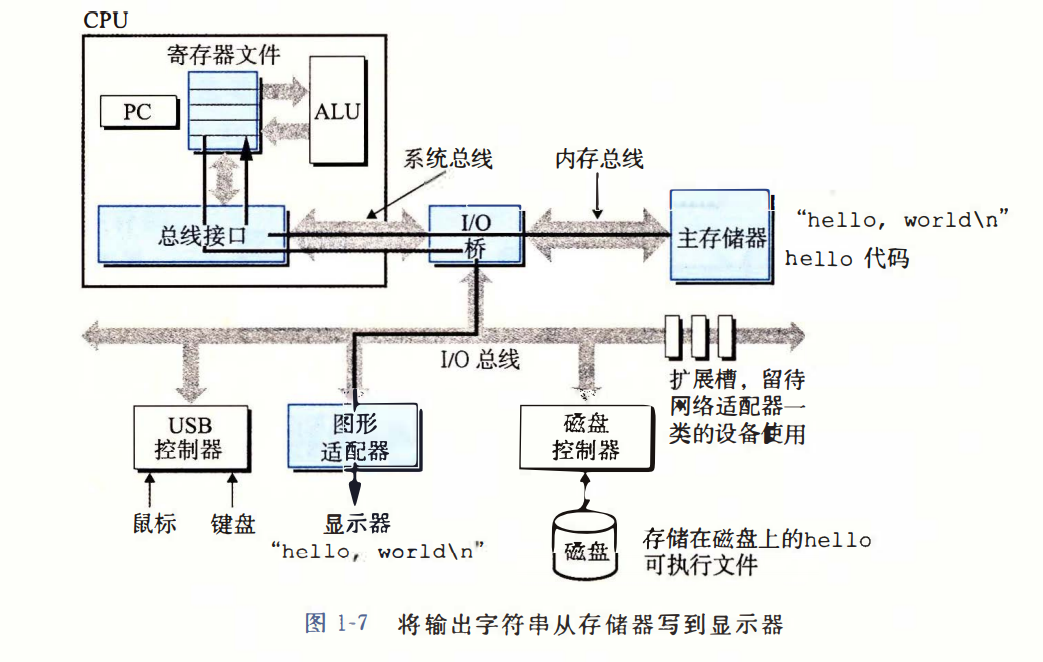 CPU
寄存器文件
PC
ALU
系统总线
内存总线
总线接口
I/O
桥
主存储器
“hello, world\n”
hello 代码
I/O 总线
扩展槽，留待
网络适配器一
类的设备使用
USB
控制器
图形
适配器
磁盘
控制器
鼠标
键盘
显示器
“hello, world\n”
磁盘
存储在磁盘上的hello
可执行文件
图 1-7 将输出字符串从存储器写到显示器